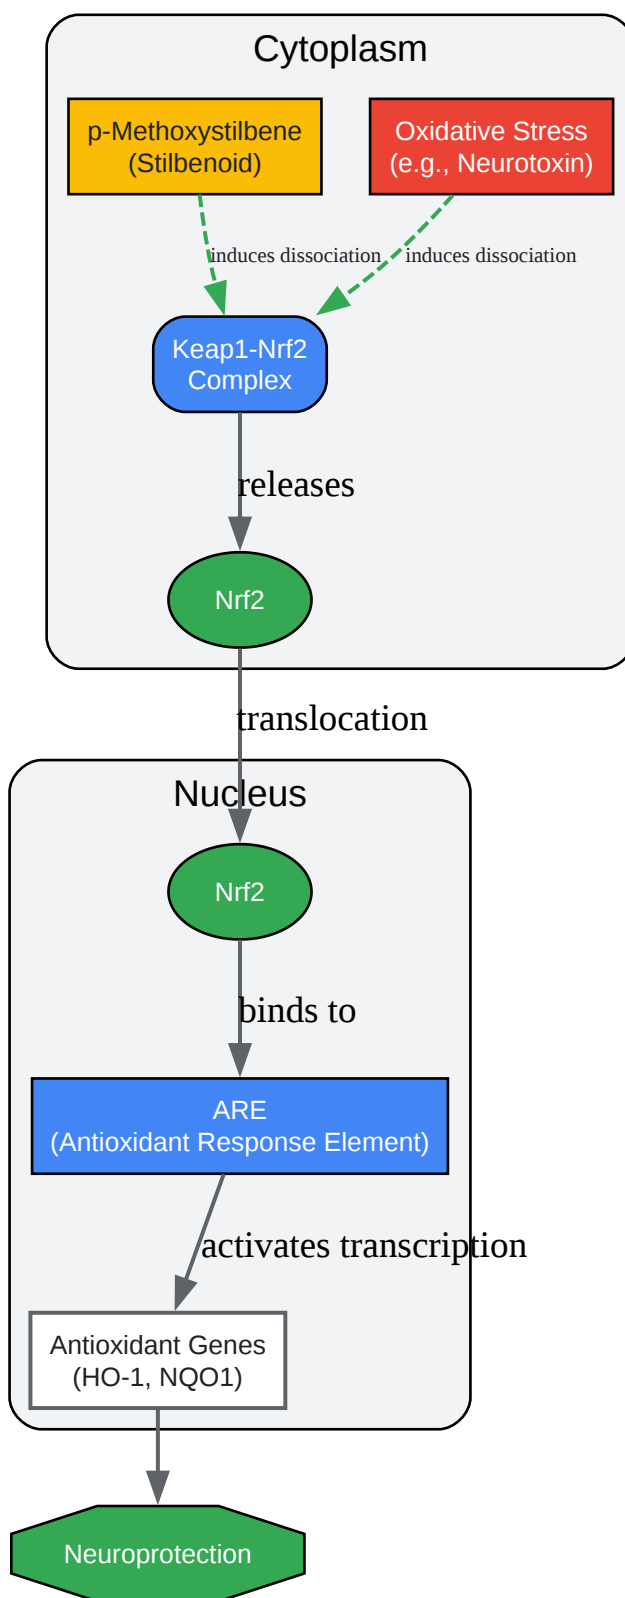 Cytoplasm
p-Methoxystilbene
(Stilbenoid)
Oxidative Stress
(e.g., Neurotoxin)
induces dissociation
induces dissociation
Keap1-Nrf2
Complex
releases
Nrf2
translocation
Nucleus
Nrf2
binds to
ARE
(Antioxidant Response Element)
activates transcription
Antioxidant Genes
(HO-1, NQO1)
Neuroprotection